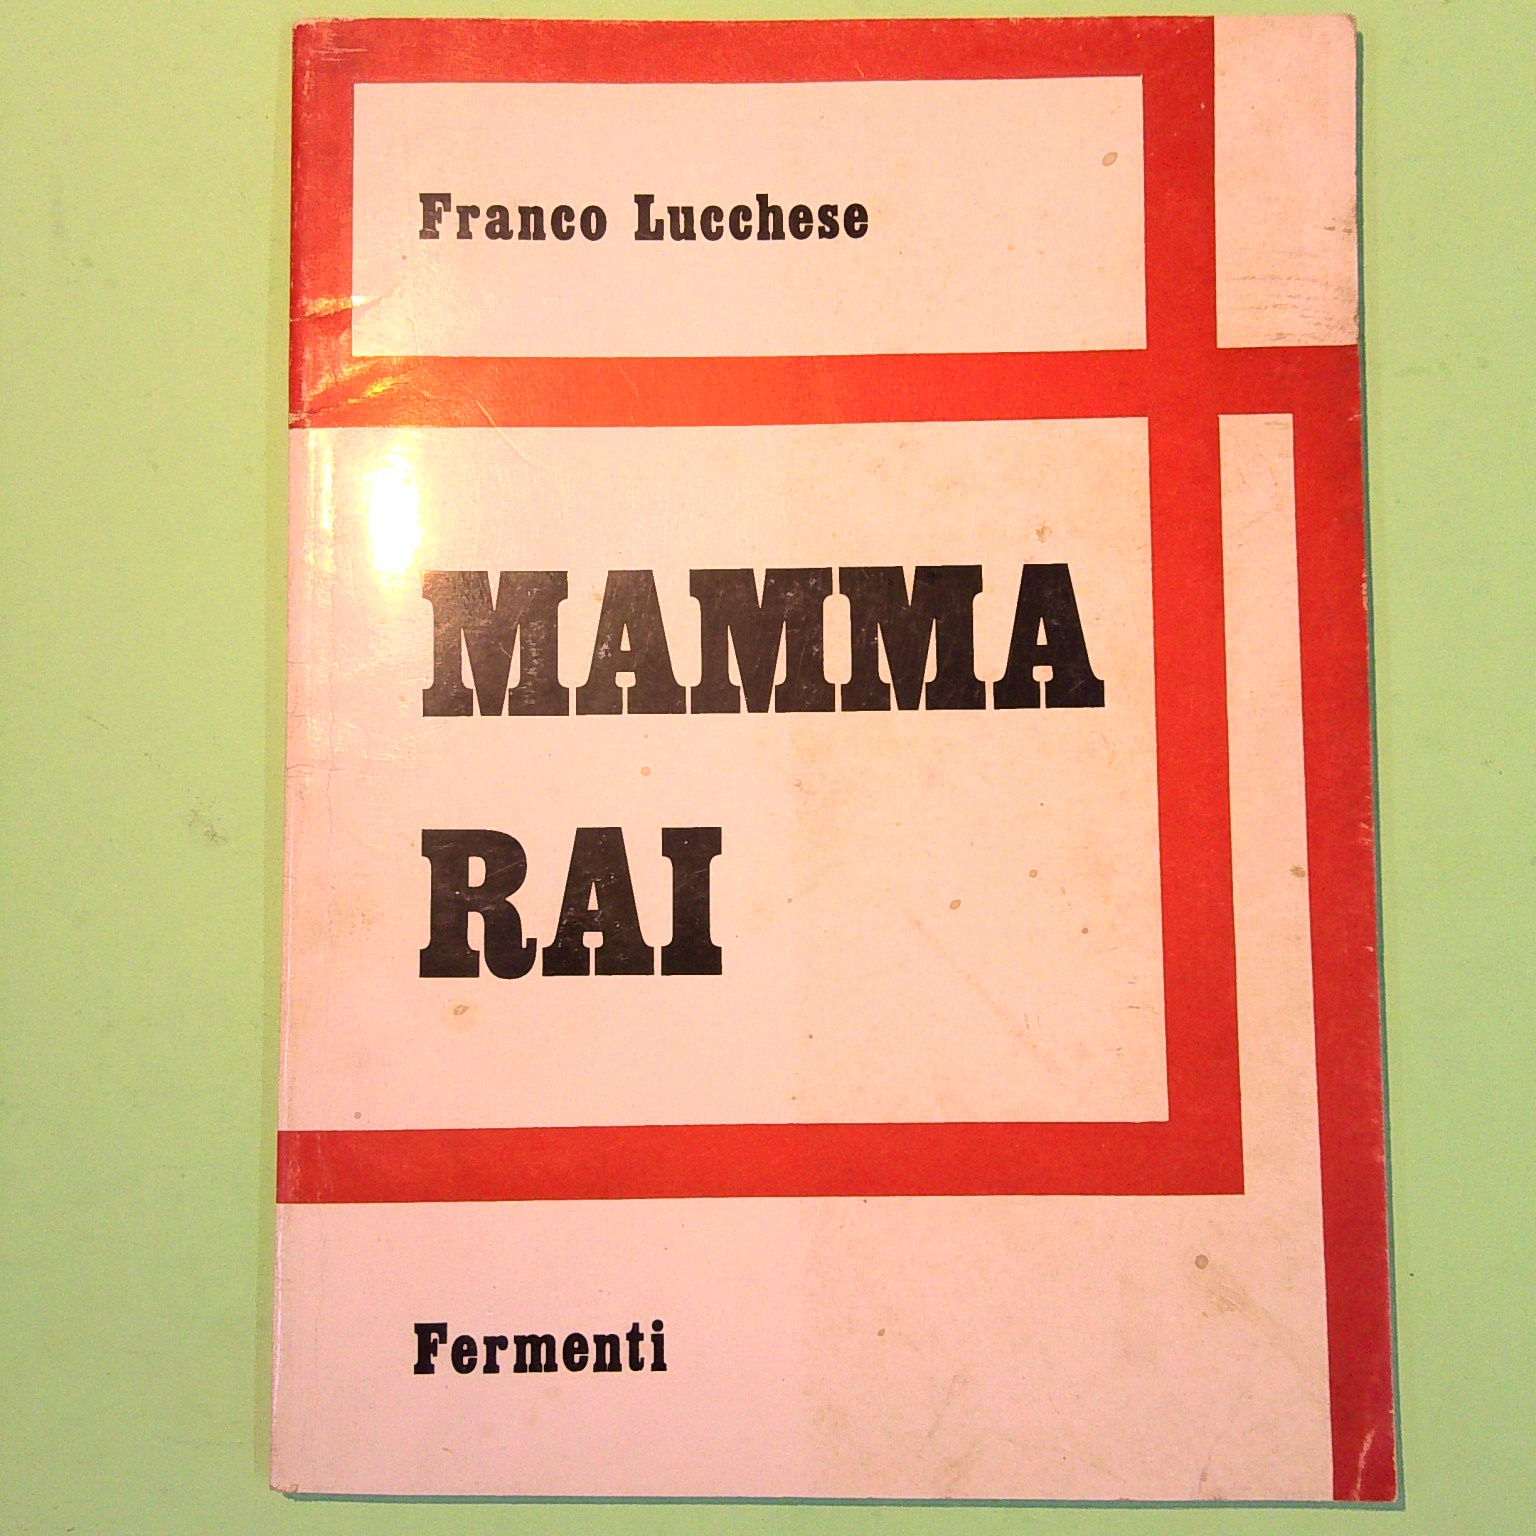 Franco Lucchese
MAMMA
RAI
Fermenti